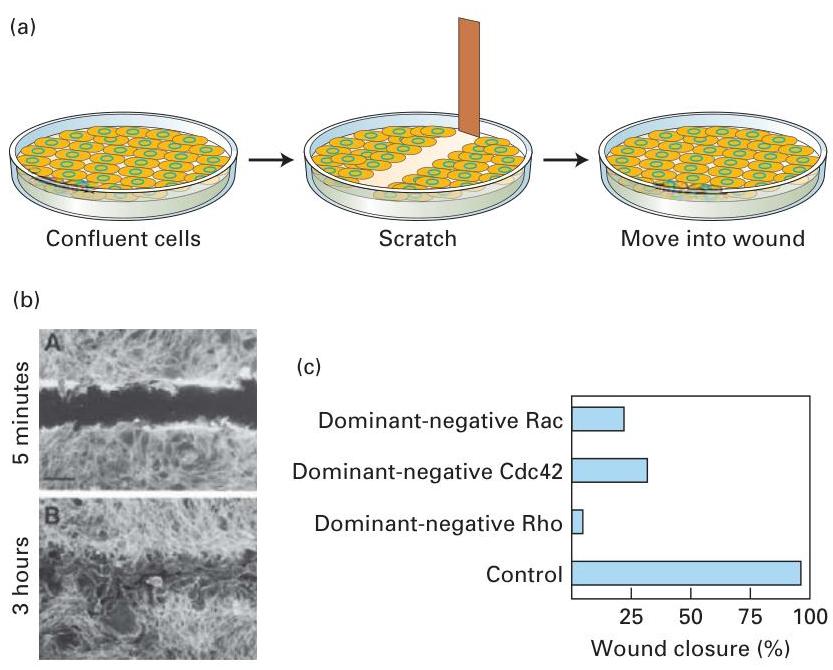 (a)
Confluent cells
Scratch
Move into wound
(b)
5 minutes
A
3 hours
B
(c)
Dominant-negative Rac
Dominant-negative Cdc42
Dominant-negative Rho
Control
25 50 75 100
Wound closure (%)